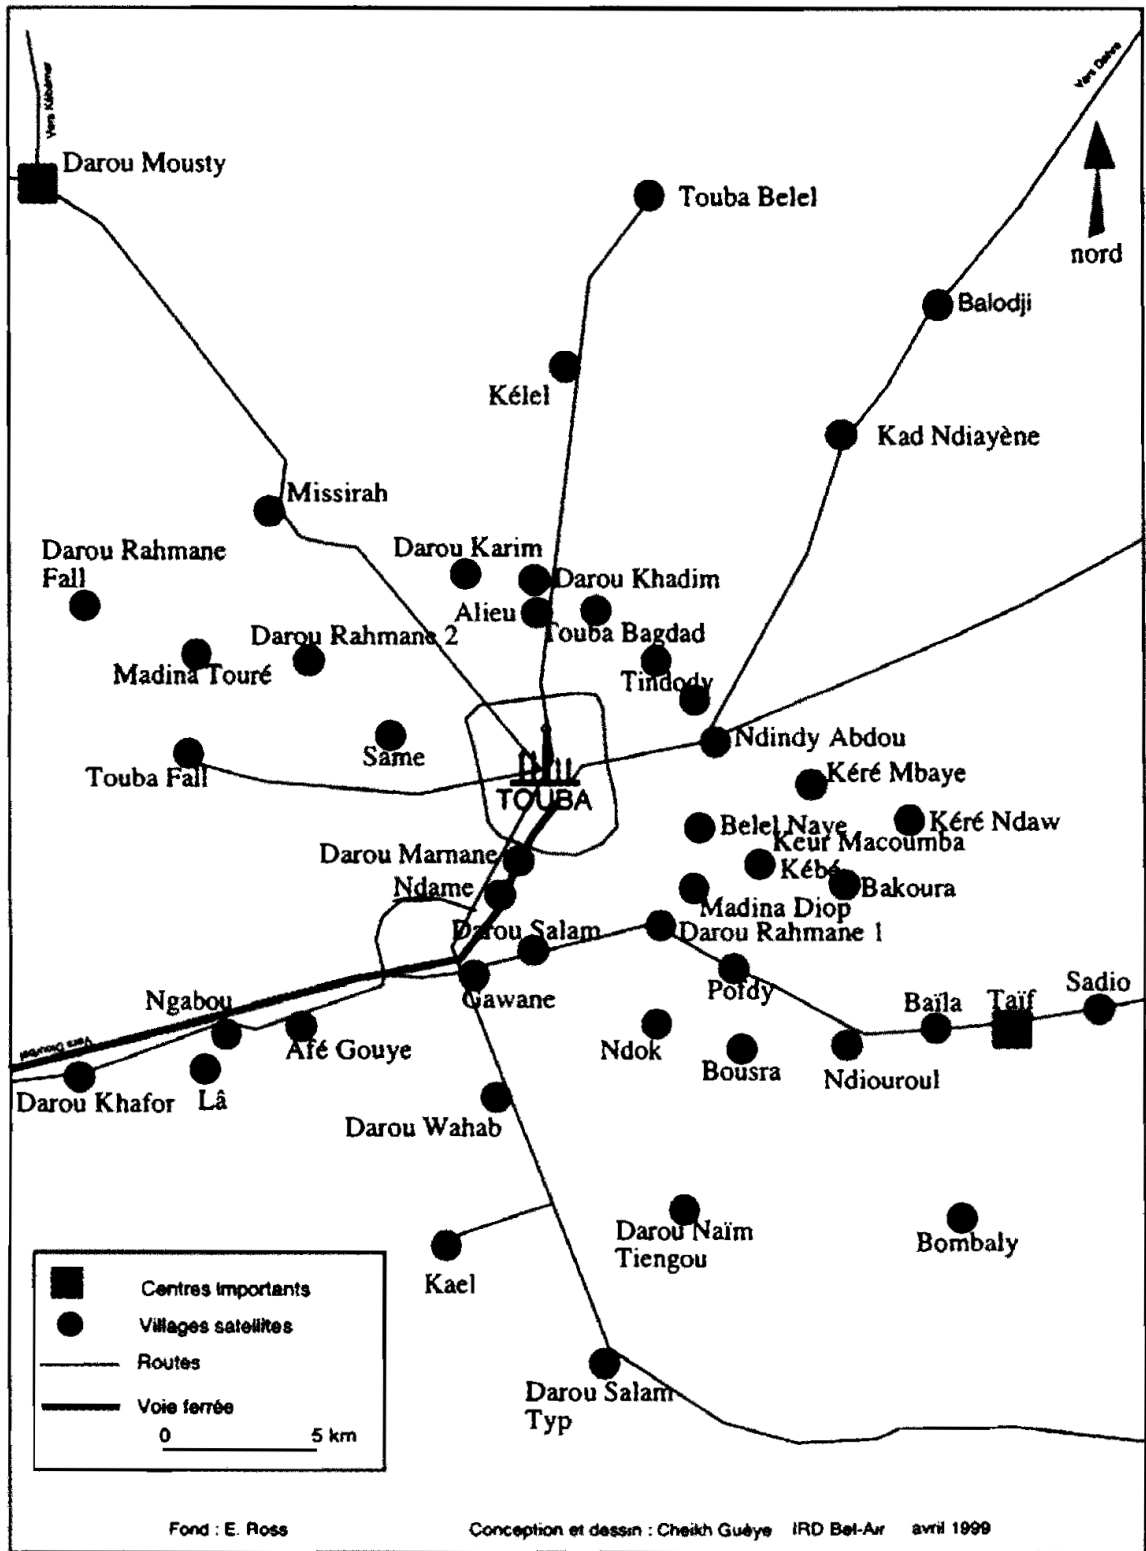 Vers Kébémer
Vers Dahra
Darou Mousty
Touba Belel
nord
Balodji
Kélel
Kad Ndiayène
Missirah
Darou Rahmane
Fall
Darou Karim
Darou Khadim
Alieu
Touba Bagdad
Darou Rahmane 2
Madina Touré
Tindody
Same
Touba Fall
Ndindy Abdou
TOUBA
Kéré Mbaye
Belel Naye
Kéré Ndaw
Keur Macoumba
Kébé
Darou Marnane
Ndame
Bakoura
Madina Diop
Darou Salam
Darou Rahmane 1
Gawane
Pofdy
Ngabou
Baïla
Taïf
Sadio
Afé Gouye
Ndok
Bousra
Ndiouroul
Vers Diourbel
Darou Khafor
Lâ
Darou Wahab
Darou Naïm
Tiengou
Bombaly
Kael
Centres importants
Villages satellites
Routes
Voie ferrée
0 5 km
Darou Salam
Typ
Fond : E. Ross
Conception et dessin : Cheikh Guèye IRD Bel-Air avril 1999